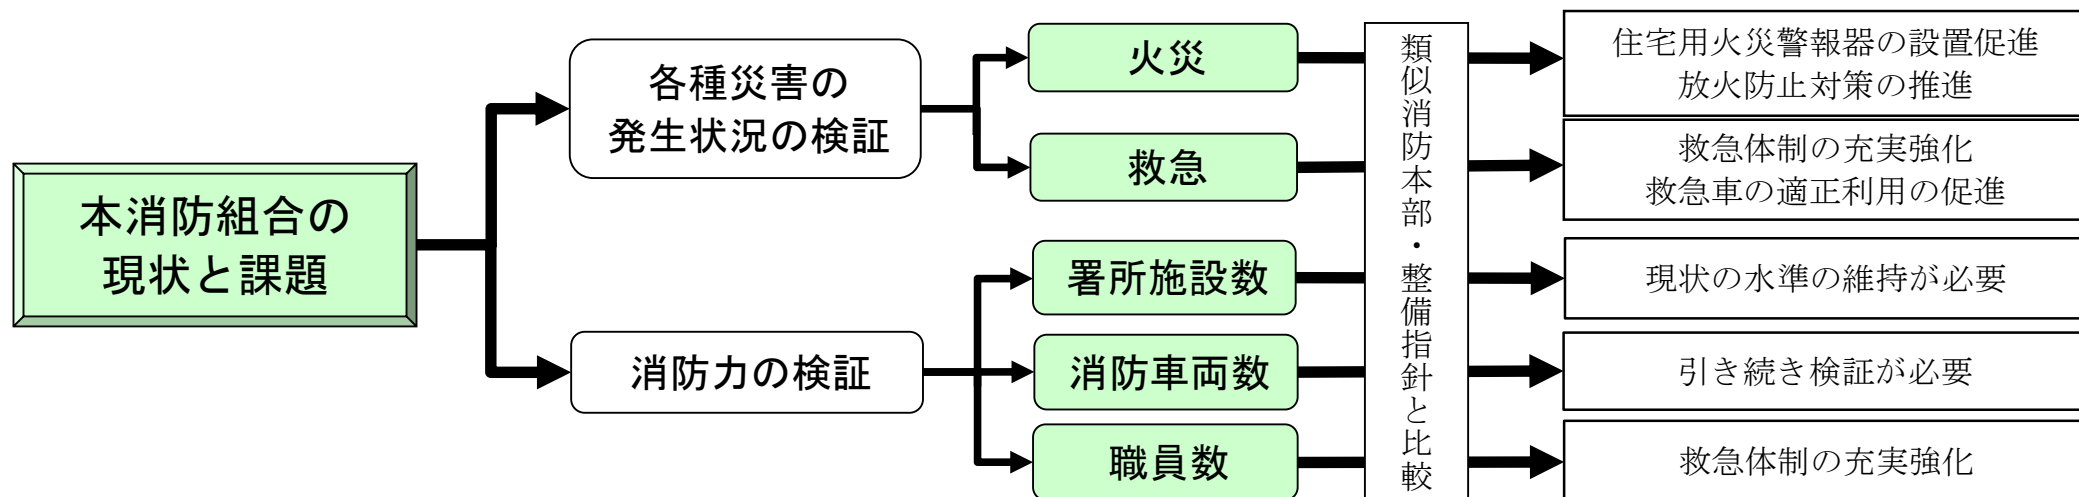 本消防組合の
現状と課題
各種災害の
発生状況の検証
消防力の検証
火災
救急
署所施設数
消防車両数
職員数
類似消防本部・整備指針と比較
住宅用火災警報器の設置促進
放火防止対策の推進
救急体制の充実強化
救急車の適正利用の促進
現状の水準の維持が必要
引き続き検証が必要
救急体制の充実強化